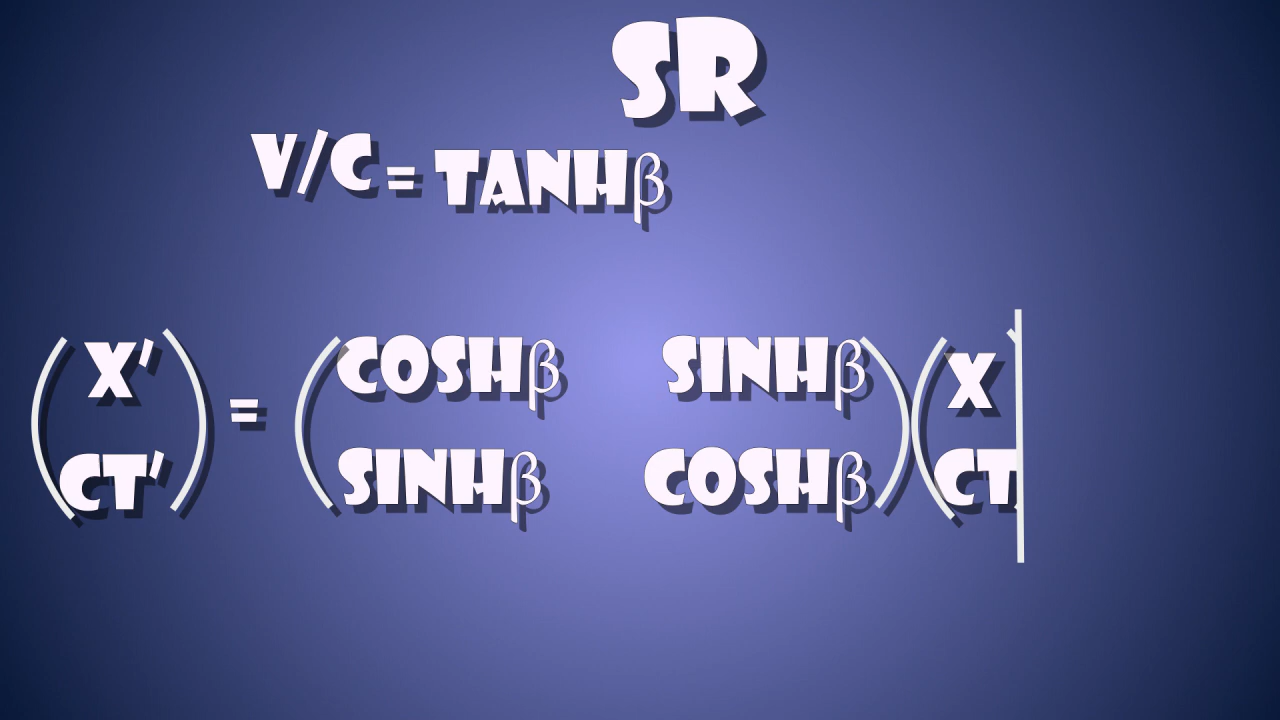 SR
V/C = TANHβ
X' COSHβ SINHβ X
=
CT' SINHβ COSHβ CT